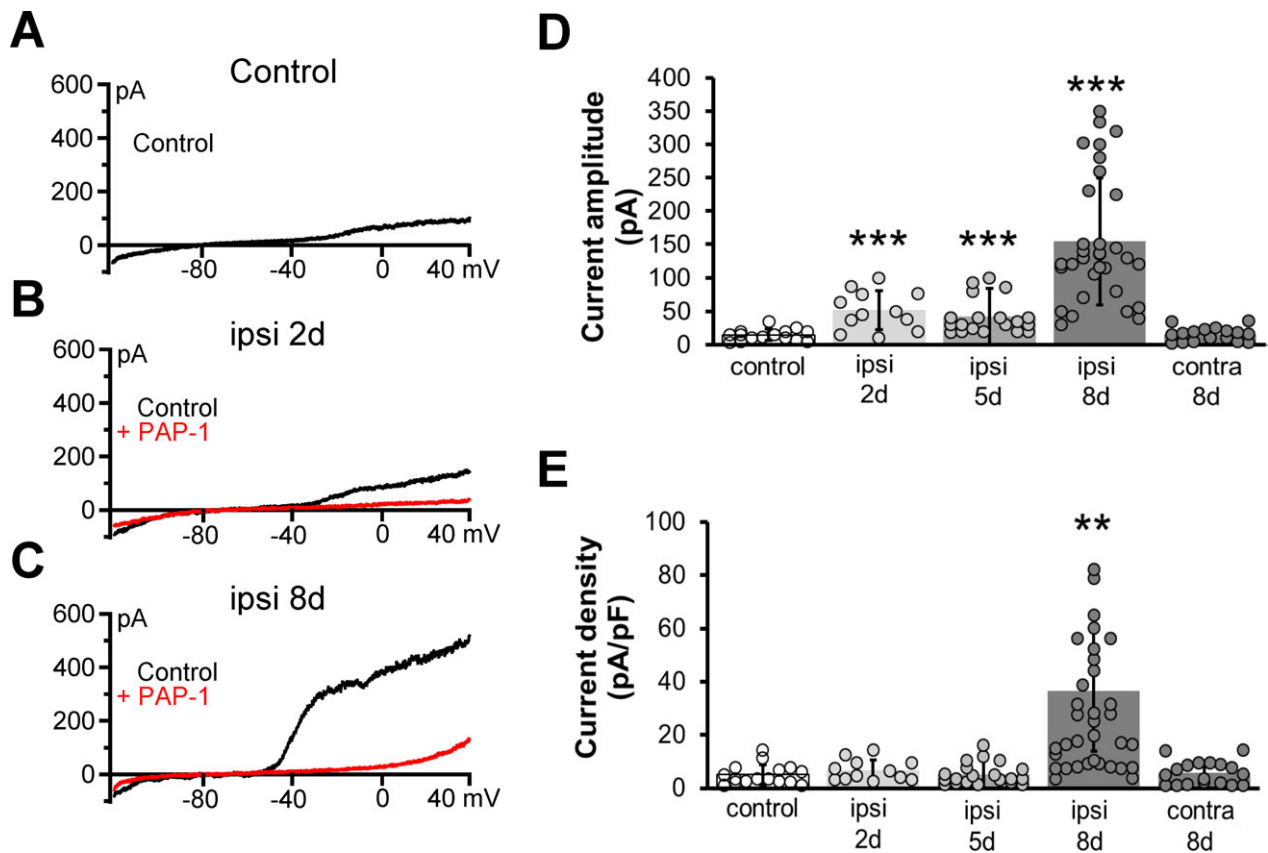 A
Control
600
pA
400
Control
200
0
-80
-40
0
40 mV
B
ipsi 2d
600
pA
400
Control
+ PAP-1
200
0
-80
-40
0
40 mV
C
ipsi 8d
600
pA
400
Control
+ PAP-1
200
0
-80
-40
0
40 mV
D
Current amplitude
(pA)
400
350
300
250
200
150
100
50
0
***
***
***
control
ipsi
2d
ipsi
5d
ipsi
8d
contra
8d
E
Current density
(pA/pF)
100
80
60
40
20
0
**
control
ipsi
2d
ipsi
5d
ipsi
8d
contra
8d